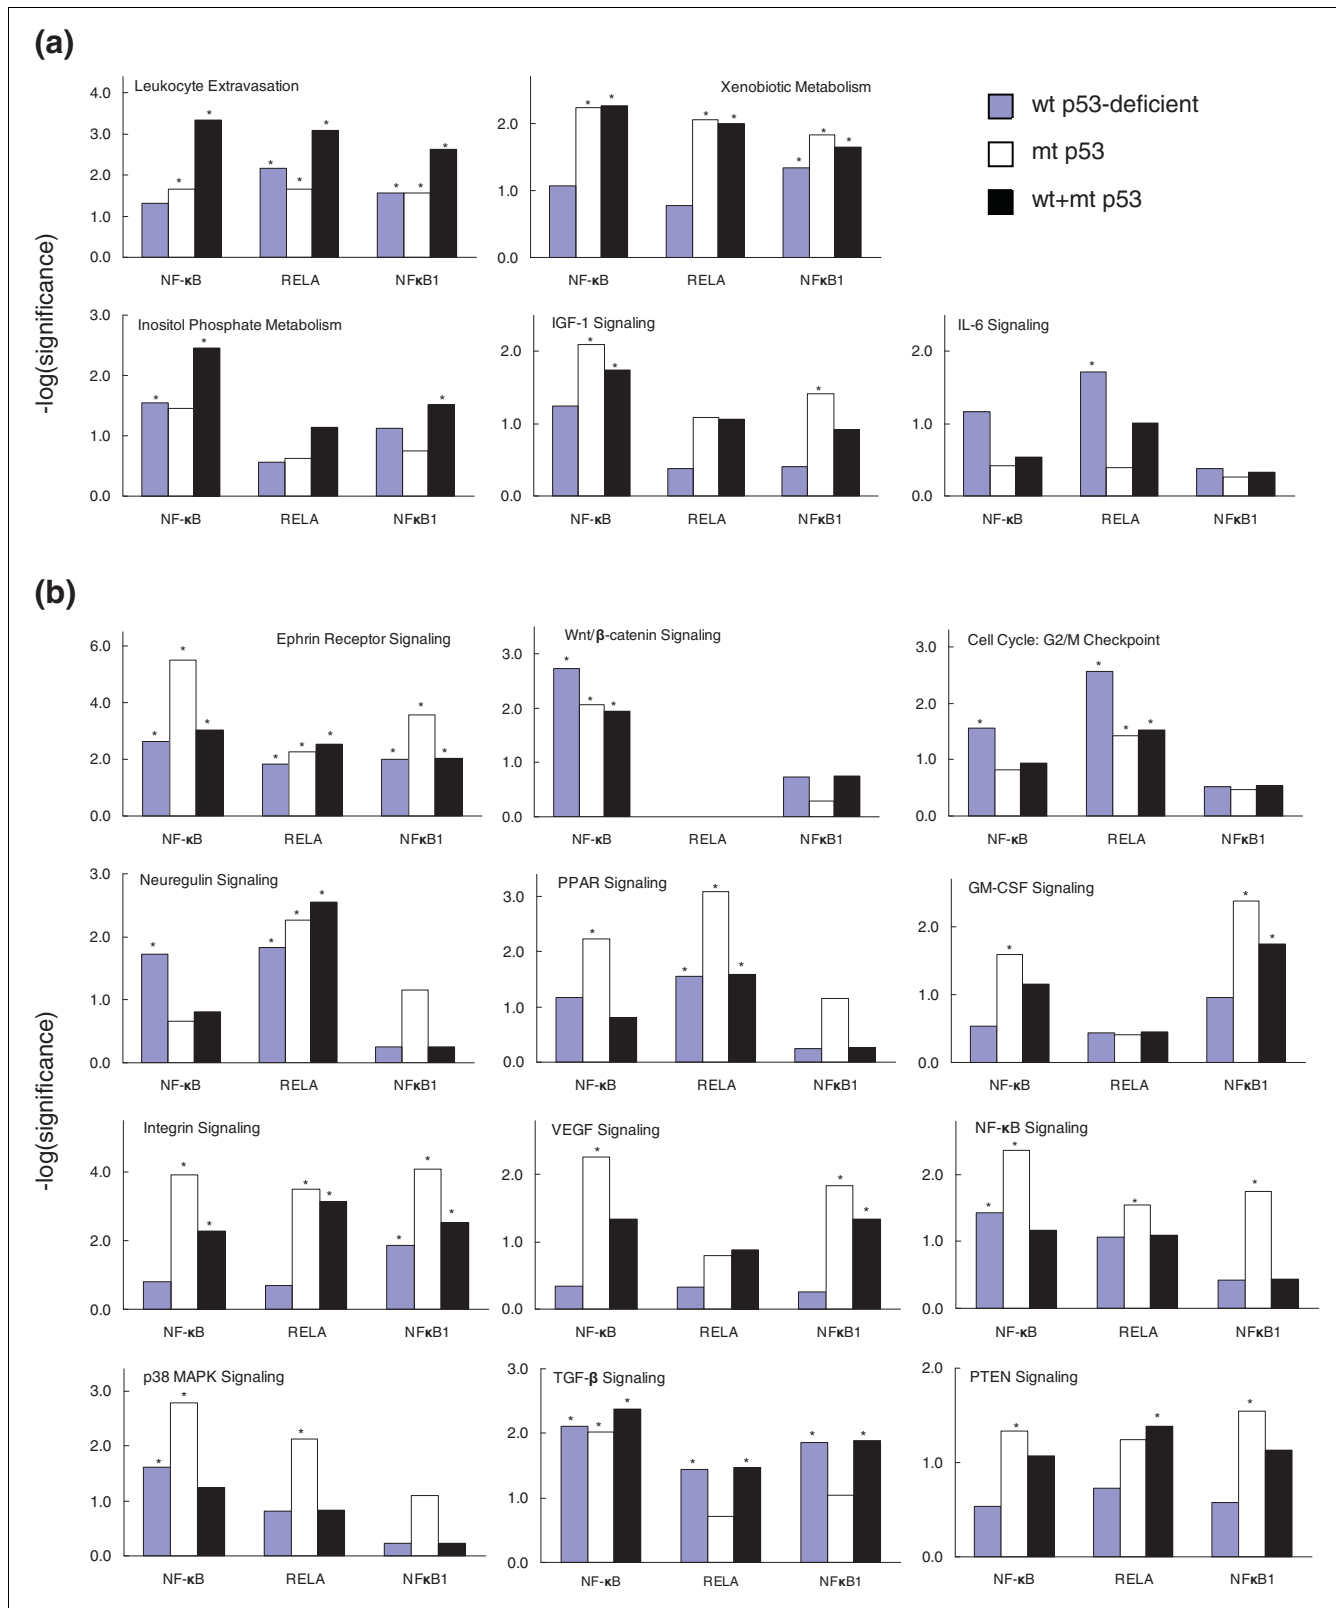 (a)
-log(significance)
Leukocyte Extravasation
4.0
3.0
2.0
1.0
0.0
* * * * * * * *
NF-κB RELA NFκB1
Xenobiotic Metabolism
2.0
1.0
0.0
* * * * * * *
NF-κB RELA NFκB1
wt p53-deficient
mt p53
wt+mt p53
Inositol Phosphate Metabolism
3.0
2.0
1.0
0.0
* * *
NF-κB RELA NFκB1
IGF-1 Signaling
2.0
1.0
0.0
* * *
NF-κB RELA NFκB1
IL-6 Signaling
2.0
1.0
0.0
*
NF-κB RELA NFκB1
(b)
-log(significance)
Ephrin Receptor Signaling
6.0
4.0
2.0
0.0
* * * * * * * * *
NF-κB RELA NFκB1
Wnt/β-catenin Signaling
3.0
2.0
1.0
0.0
* * *
NF-κB RELA NFκB1
Cell Cycle: G2/M Checkpoint
3.0
2.0
1.0
0.0
* * * *
NF-κB RELA NFκB1
Neuregulin Signaling
3.0
2.0
1.0
0.0
* * * *
NF-κB RELA NFκB1
PPAR Signaling
3.0
2.0
1.0
0.0
* * * *
NF-κB RELA NFκB1
GM-CSF Signaling
2.0
1.0
0.0
* * *
NF-κB RELA NFκB1
Integrin Signaling
4.0
2.0
0.0
* * * * * * *
NF-κB RELA NFκB1
VEGF Signaling
2.0
1.0
0.0
* * *
NF-κB RELA NFκB1
NF-κB Signaling
2.0
1.0
0.0
* * * *
NF-κB RELA NFκB1
p38 MAPK Signaling
3.0
2.0
1.0
0.0
* * *
NF-κB RELA NFκB1
TGF-β Signaling
3.0
2.0
1.0
0.0
* * * * * * *
NF-κB RELA NFκB1
PTEN Signaling
2.0
1.0
0.0
* * *
NF-κB RELA NFκB1